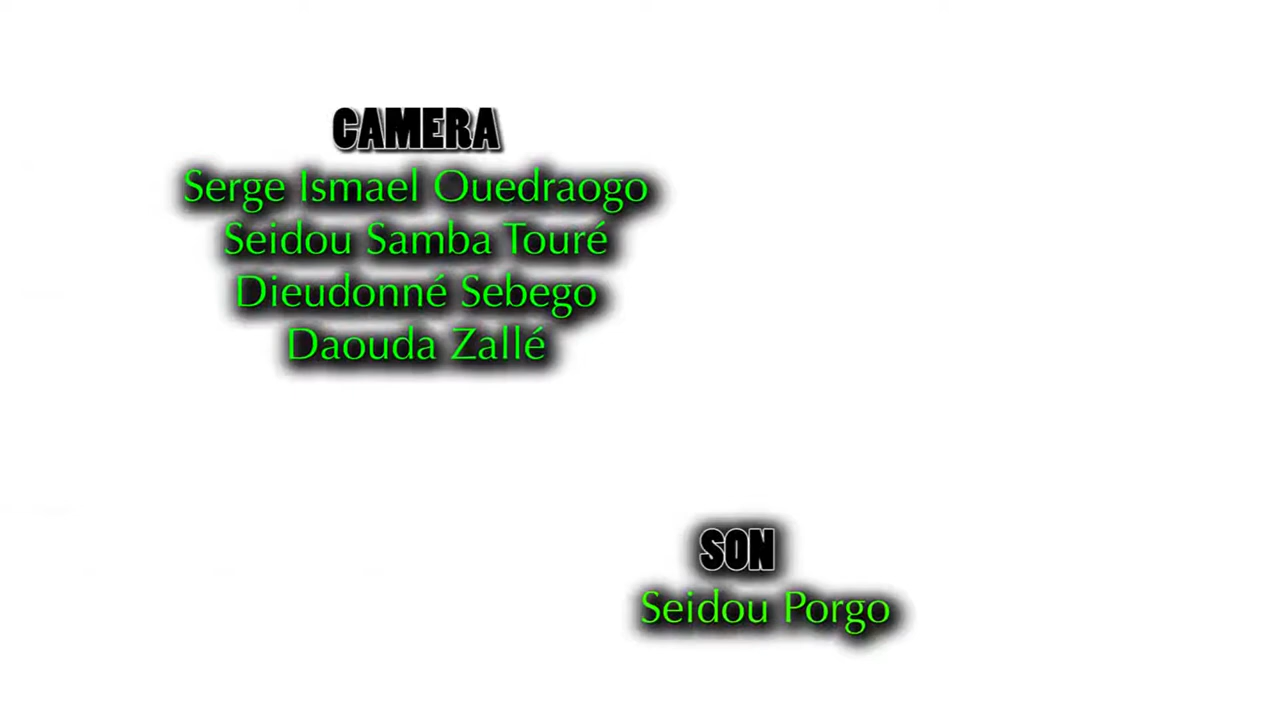 CAMERA
Serge Ismael Ouedraogo
Seidou Samba Touré
Dieudonné Sebego
Daouda Zallé
SON
Seidou Porgo